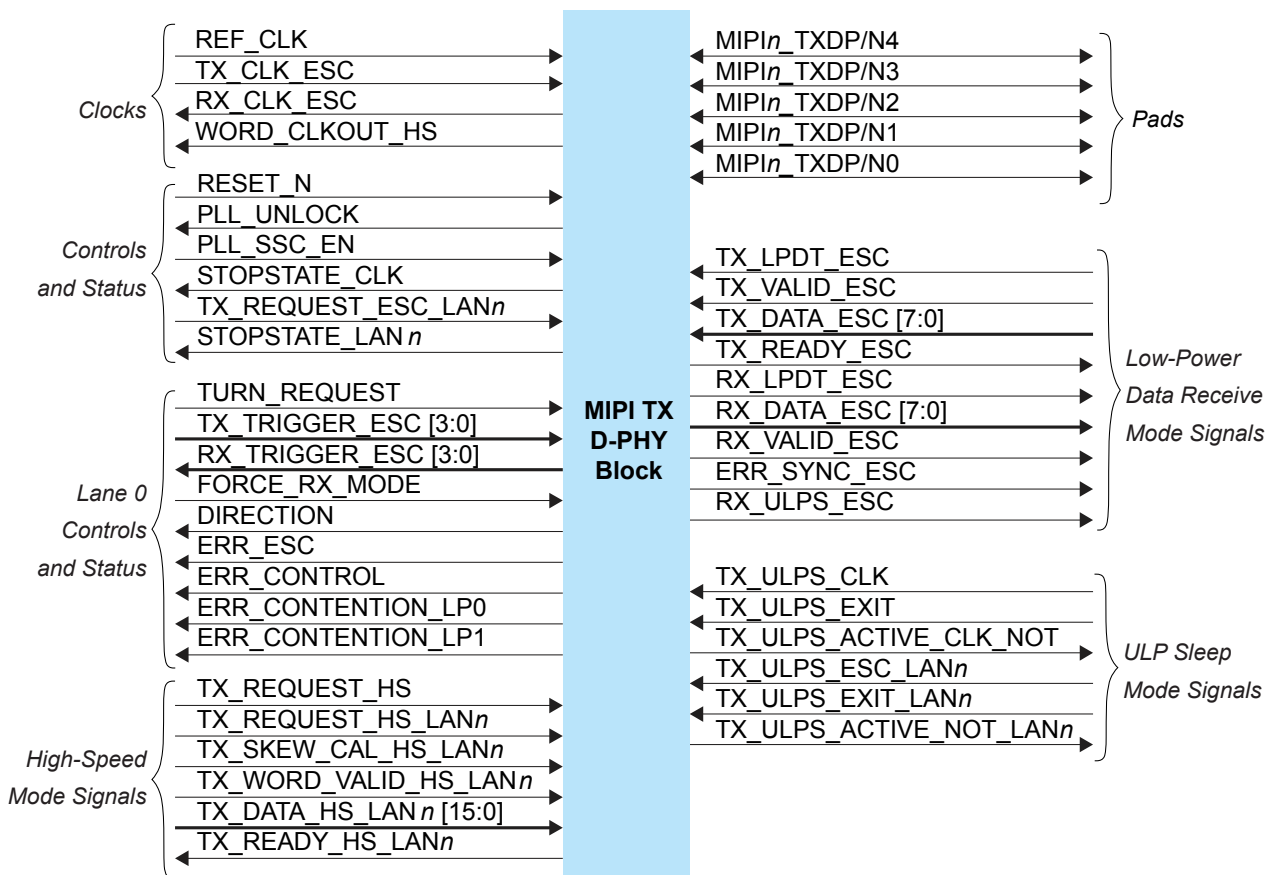 REF_CLK
TX_CLK_ESC
RX_CLK_ESC
WORD_CLKOUT_HS
Clocks
RESET_N
PLL_UNLOCK
PLL_SSC_EN
STOPSTATE_CLK
TX_REQUEST_ESC_LANn
STOPSTATE_LAN n
Controls
and Status
TURN_REQUEST
TX_TRIGGER_ESC [3:0]
RX_TRIGGER_ESC [3:0]
FORCE_RX_MODE
DIRECTION
ERR_ESC
ERR_CONTROL
ERR_CONTENTION_LP0
ERR_CONTENTION_LP1
Lane 0
Controls
and Status
TX_REQUEST_HS
TX_REQUEST_HS_LANn
TX_SKEW_CAL_HS_LANn
TX_WORD_VALID_HS_LANn
TX_DATA_HS_LAN n [15:0]
TX_READY_HS_LANn
High-Speed
Mode Signals
MIPI TX
D-PHY
Block
MIPIn_TXDP/N4
MIPIn_TXDP/N3
MIPIn_TXDP/N2
MIPIn_TXDP/N1
MIPIn_TXDP/N0
Pads
TX_LPDT_ESC
TX_VALID_ESC
TX_DATA_ESC [7:0]
TX_READY_ESC
RX_LPDT_ESC
RX_DATA_ESC [7:0]
RX_VALID_ESC
ERR_SYNC_ESC
RX_ULPS_ESC
Low-Power
Data Receive
Mode Signals
TX_ULPS_CLK
TX_ULPS_EXIT
TX_ULPS_ACTIVE_CLK_NOT
TX_ULPS_ESC_LANn
TX_ULPS_EXIT_LANn
TX_ULPS_ACTIVE_NOT_LANn
ULP Sleep
Mode Signals